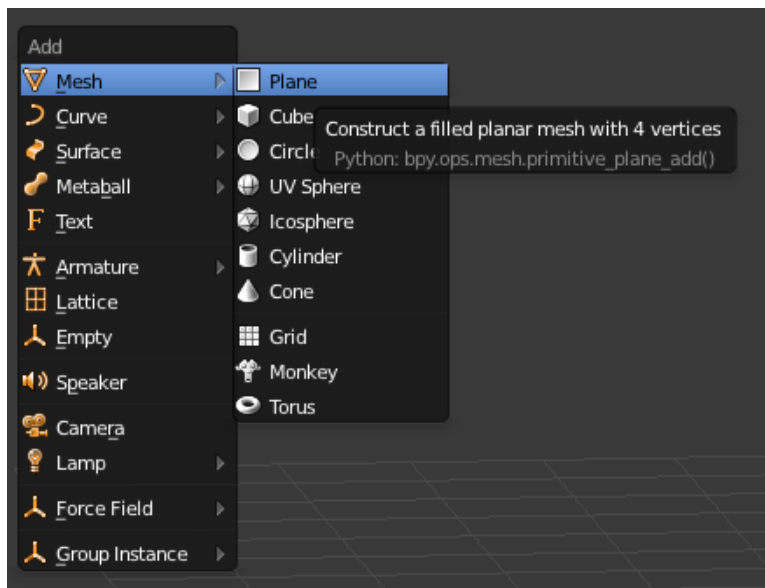 Add
Mesh
Curve
Surface
Metaball
Text
Armature
Lattice
Empty
Speaker
Camera
Lamp
Force Field
Group Instance
Plane
Cube
Circle
UV Sphere
Icosphere
Cylinder
Cone
Grid
Monkey
Torus
Construct a filled planar mesh with 4 vertices
Python: bpy.ops.mesh.primitive_plane_add()